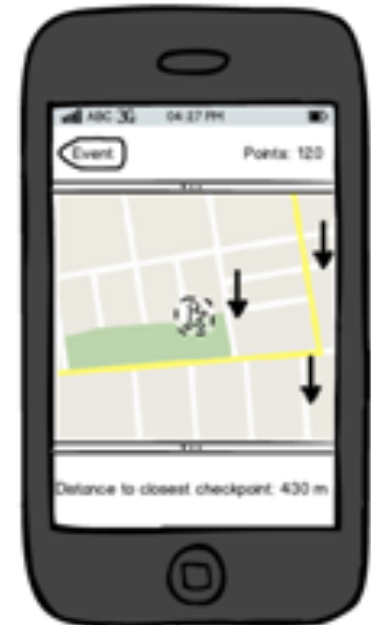 ABC 3G 04:27 PM
Event Points: 120
Distance to closest checkpoint: 430 m